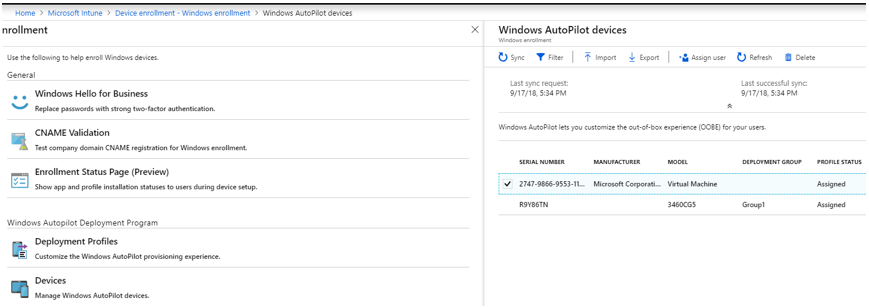 Home > Microsoft Intune > Device enrollment - Windows enrollment > Windows AutoPilot devices
nrollment
Use the following to help enroll Windows devices.
General
Windows Hello for Business
Replace passwords with strong two-factor authentication.
CNAME Validation
Test company domain CNAME registration for Windows enrollment.
Enrollment Status Page (Preview)
Show app and profile installation statuses to users during device setup.
Windows Autopilot Deployment Program
Deployment Profiles
Customize the Windows AutoPilot provisioning experience.
Devices
Manage Windows AutoPilot devices.
Windows AutoPilot devices
Windows enrollment
Sync Filter Import Export Assign user Refresh Delete
Last sync request: Last successful sync:
9/17/18, 5:34 PM 9/17/18, 5:34 PM
Windows AutoPilot lets you customize the out-of-box experience (OOBE) for your users.
SERIAL NUMBER MANUFACTURER MODEL DEPLOYMENT GROUP PROFILE STATUS
2747-9866-9553-11... Microsoft Corporati... Virtual Machine Assigned
R9Y86TN 3460CG5 Group1 Assigned